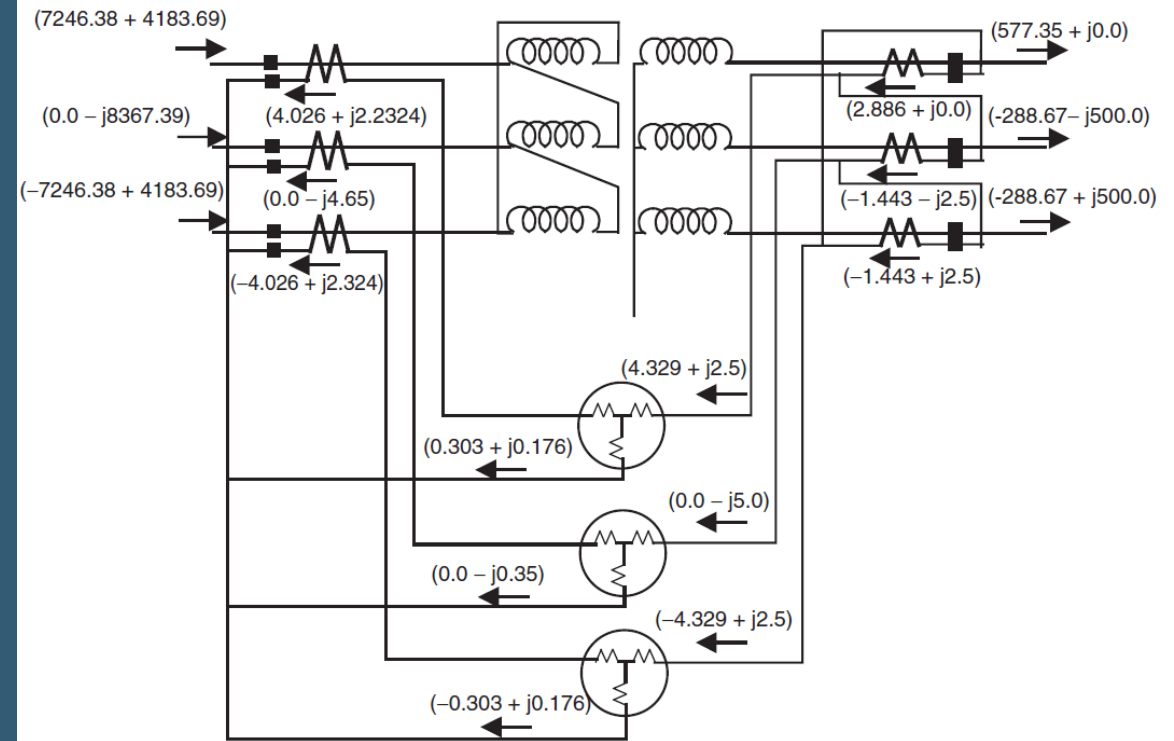 (7246.38 + 4183.69)
(577.35 + j0.0)
(4.026 + j2.2324)
(2.886 + j0.0)
(0.0 – j8367.39)
(-288.67– j500.0)
(0.0 – j4.65)
(–1.443 – j2.5)
(–7246.38 + 4183.69)
(-288.67 + j500.0)
(–4.026 + j2.324)
(–1.443 + j2.5)
(4.329 + j2.5)
(0.303 + j0.176)
(0.0 – j5.0)
(0.0 – j0.35)
(–4.329 + j2.5)
(–0.303 + j0.176)